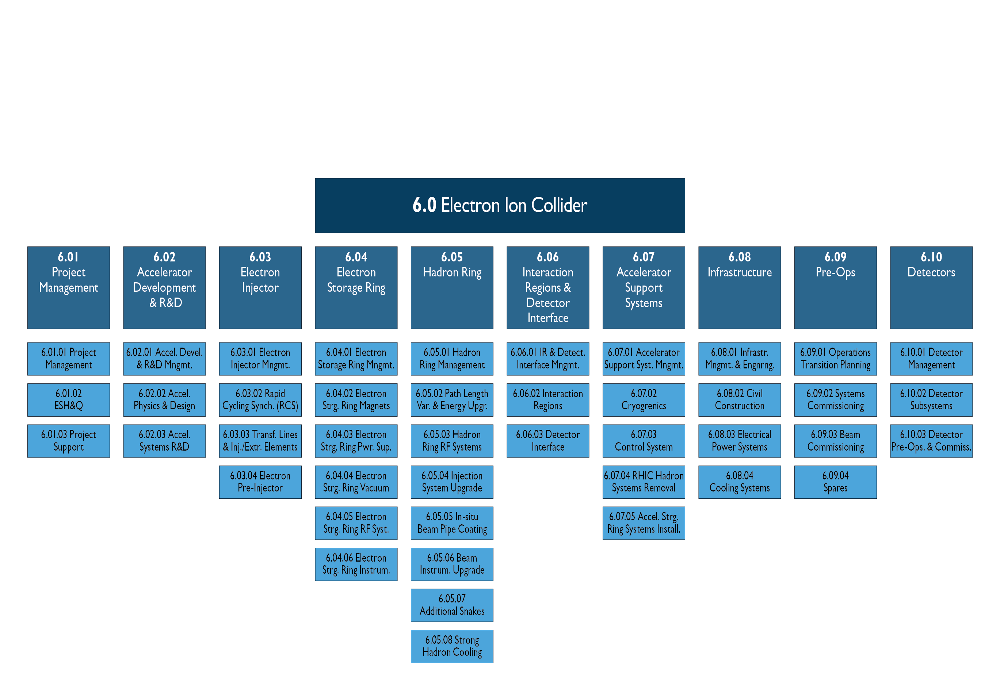 6.0 Electron Ion Collider
6.01
Project
Management
6.02
Accelerator
Development
& R&D
6.03
Electron
Injector
6.04
Electron
Storage Ring
6.05
Hadron Ring
6.06
Interaction
Regions &
Detector
Interface
6.07
Accelerator
Support
Systems
6.08
Infrastructure
6.09
Pre-Ops
6.10
Detectors
6.01.01 Project
Management
6.01.02
ESH&Q
6.01.03 Project
Support
6.02.01 Accel. Devel.
& R&D Mngmt.
6.02.02 Accel.
Physics & Design
6.02.03 Accel.
Systems R&D
6.03.01 Electron
Injector Mngmt.
6.03.02 Rapid
Cycling Synch. (RCS)
6.03.03 Transf. Lines
& Inj./Extr. Elements
6.03.04 Electron
Pre-Injector
6.04.01 Electron
Storage Ring Mngmt.
6.04.02 Electron
Strg. Ring Magnets
6.04.03 Electron
Strg. Ring Pwr. Sup.
6.04.04 Electron
Strg. Ring Vacuum
6.04.05 Electron
Strg. Ring RF Syst.
6.04.06 Electron
Strg. Ring Instrum.
6.05.01 Hadron
Ring Management
6.05.02 Path Length
Var. & Energy Upgr.
6.05.03 Hadron
Ring RF Systems
6.05.04 Injection
System Upgrade
6.05.05 In-situ
Beam Pipe Coating
6.05.06 Beam
Instrum. Upgrade
6.05.07
Additional Snakes
6.05.08 Strong
Hadron Cooling
6.06.01 IR & Detect.
Interface Mngmt.
6.06.02 Interaction
Regions
6.06.03 Detector
Interface
6.07.01 Accelerator
Support Syst. Mngmt.
6.07.02
Cryogrenics
6.07.03
Control System
6.07.04 RHIC Hadron
Systems Removal
6.07.05 Accel. Strg.
Ring Systems Install.
6.08.01 Infrastr.
Mngmt. & Engnrng.
6.08.02 Civil
Construction
6.08.03 Electrical
Power Systems
6.08.04
Cooling Systems
6.09.01 Operations
Transition Planning
6.09.02 Systems
Commissioning
6.09.03 Beam
Commissioning
6.09.04
Spares
6.10.01 Detector
Management
6.10.02 Detector
Subsystems
6.10.03 Detector
Pre-Ops. & Commiss.